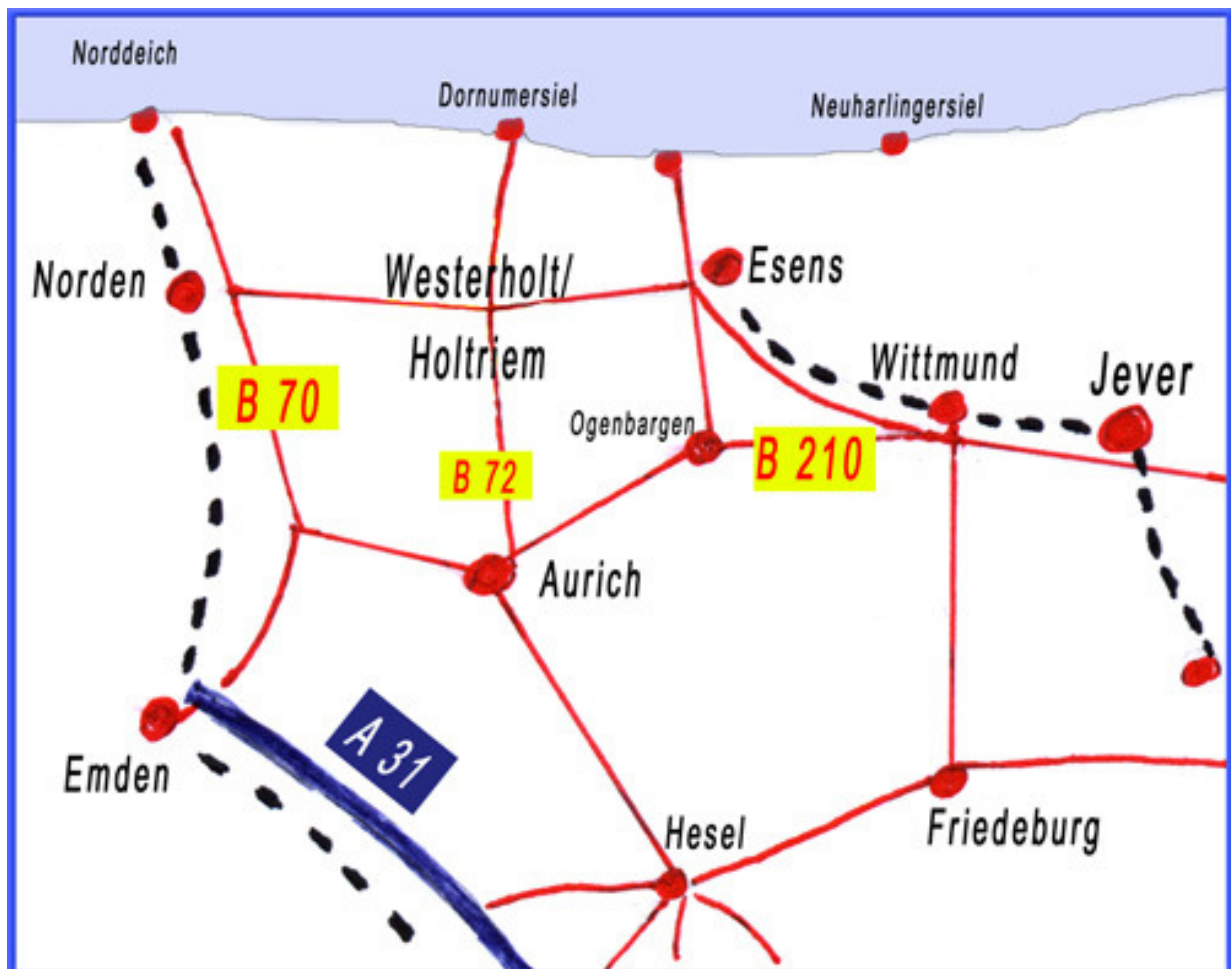 Norddeich
Dornumersiel
Neuharlingersiel
Norden
Westerholt/
Holtriem
Esens
Wittmund
Jever
B 70
Ogenbargen
B 72
B 210
Aurich
A 31
Emden
Hesel
Friedeburg